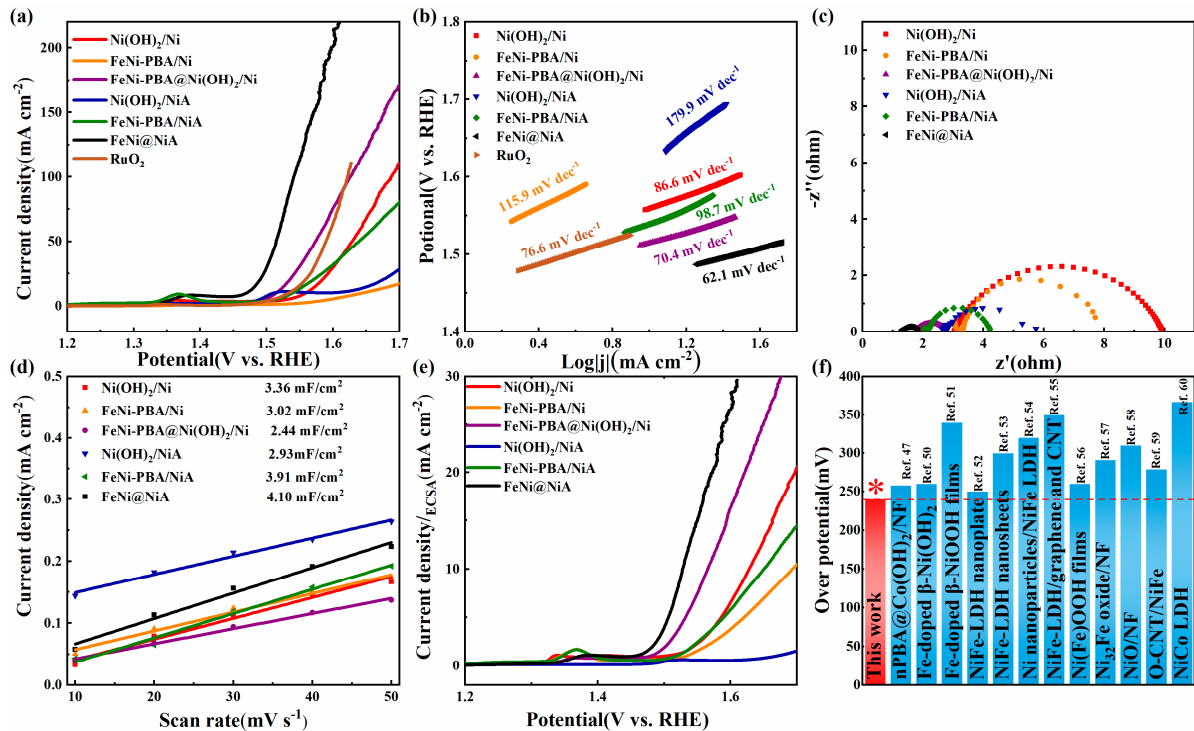 (a)
Ni(OH)2/Ni
FeNi-PBA/Ni
FeNi-PBA@Ni(OH)2/Ni
Ni(OH)2/NiA
FeNi-PBA/NiA
FeNi@NiA
RuO2
Current density(mA cm-2)
200
150
100
50
0
1.2 1.3 1.4 1.5 1.6 1.7
Potential(V vs. RHE)
(b)
Ni(OH)2/Ni
FeNi-PBA/Ni
FeNi-PBA@Ni(OH)2/Ni
Ni(OH)2/NiA
FeNi-PBA/NiA
FeNi@NiA
RuO2
179.9 mV dec-1
115.9 mV dec-1
86.6 mV dec-1
98.7 mV dec-1
76.6 mV dec-1
70.4 mV dec-1
62.1 mV dec-1
Potional(V vs. RHE)
1.8
1.7
1.6
1.5
1.4
0.0 0.4 0.8 1.2 1.6
Log|j|(mA cm-2)
(c)
Ni(OH)2/Ni
FeNi-PBA/Ni
FeNi-PBA@Ni(OH)2/Ni
Ni(OH)2/NiA
FeNi-PBA/NiA
FeNi@NiA
-z''(ohm)
-10
-8
-6
-4
-2
0
0 2 4 6 8 10
z'(ohm)
(d)
Ni(OH)2/Ni 3.36 mF/cm2
FeNi-PBA/Ni 3.02 mF/cm2
FeNi-PBA@Ni(OH)2/Ni 2.44 mF/cm2
Ni(OH)2/NiA 2.93mF/cm2
FeNi-PBA/NiA 3.91 mF/cm2
FeNi@NiA 4.10 mF/cm2
Current density(mA cm-2)
0.5
0.4
0.3
0.2
0.1
0.0
10 20 30 40 50
Scan rate(mV s-1)
(e)
Ni(OH)2/Ni
FeNi-PBA/Ni
FeNi-PBA@Ni(OH)2/Ni
Ni(OH)2/NiA
FeNi-PBA/NiA
FeNi@NiA
Current density/ECSA(mA cm-2)
30
20
10
0
1.2 1.4 1.6
Potential(V vs. RHE)
(f)
Over potential(mV)
400
350
300
250
200
150
100
50
0
*
This work
nPBA@Co(OH)2/NF
Ref. 47
Fe-doped β-Ni(OH)2
Ref. 50
Fe-doped β-NiOOH films
Ref. 51
NiFe-LDH nanoplate
Ref. 52
NiFe-LDH nanosheets
Ref. 53
Ni nanoparticles/NiFe LDH
Ref. 54
NiFe-LDH/graphene and CNT
Ref. 55
Ni(Fe)OOH films
Ref. 56
Ni32Fe oxide/NF
Ref. 57
NiO/NF
Ref. 58
O-CNT/NiFe
Ref. 59
NiCo LDH
Ref. 60